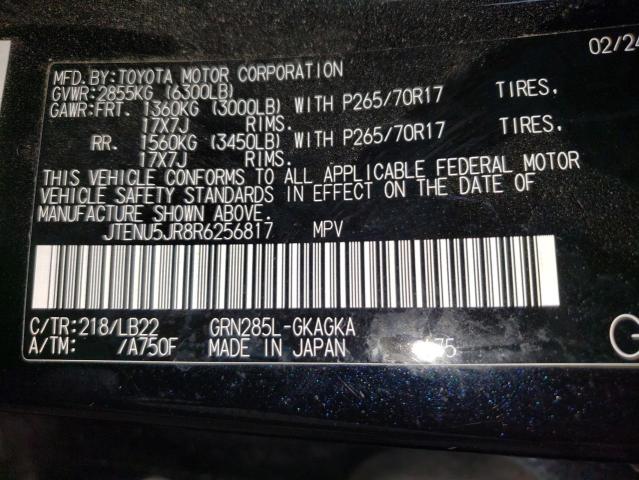 02/24
MFD. BY: TOYOTA MOTOR CORPORATION
GVWR: 2855KG (6300LB)
GAWR: FRT. 1360KG (3000LB) WITH P265/70R17 TIRES,
17X7J RIMS.
RR. 1560KG (3450LB) WITH P265/70R17 TIRES,
17X7J RIMS.
THIS VEHICLE CONFORMS TO ALL APPLICABLE FEDERAL MOTOR
VEHICLE SAFETY STANDARDS IN EFFECT ON THE DATE OF
MANUFACTURE SHOWN ABOVE.
JTENU5JR8R6256817 MPV
C/TR: 218/LB22 GRN285L-GKAGKA
A/TM: /A750F MADE IN JAPAN